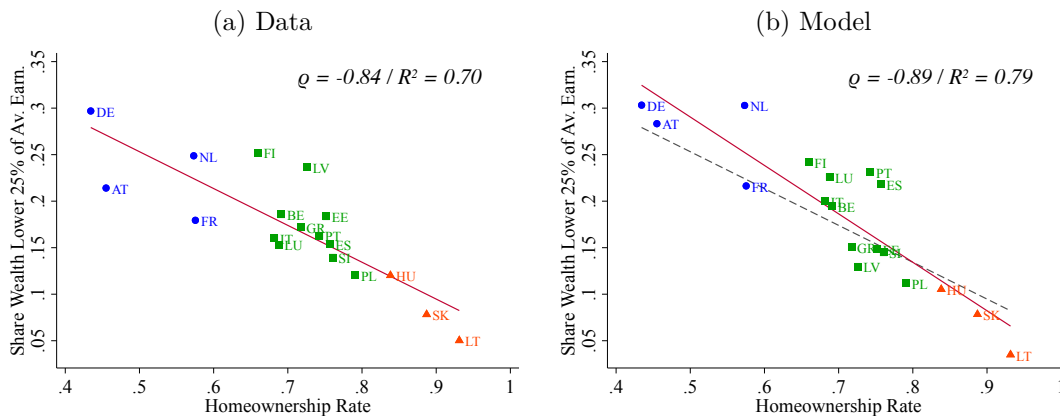 (a) Data
ϱ = -0.84 / R² = 0.70
Share Wealth Lower 25% of Av. Earn.
.35
.3
.25
.2
.15
.1
.05
DE
AT
NL
FR
FI
LV
BE
EE
GR
IT
LU
PT
ES
SI
PL
HU
SK
LT
.4 .5 .6 .7 .8 .9 1
Homeownership Rate
(b) Model
ϱ = -0.89 / R² = 0.79
Share Wealth Lower 25% of Av. Earn.
.35
.3
.25
.2
.15
.1
.05
DE
AT
NL
FR
FI
LU
PT
ES
IT
BE
GR
SI
LV
PL
HU
SK
LT
.4 .5 .6 .7 .8 .9 1
Homeownership Rate